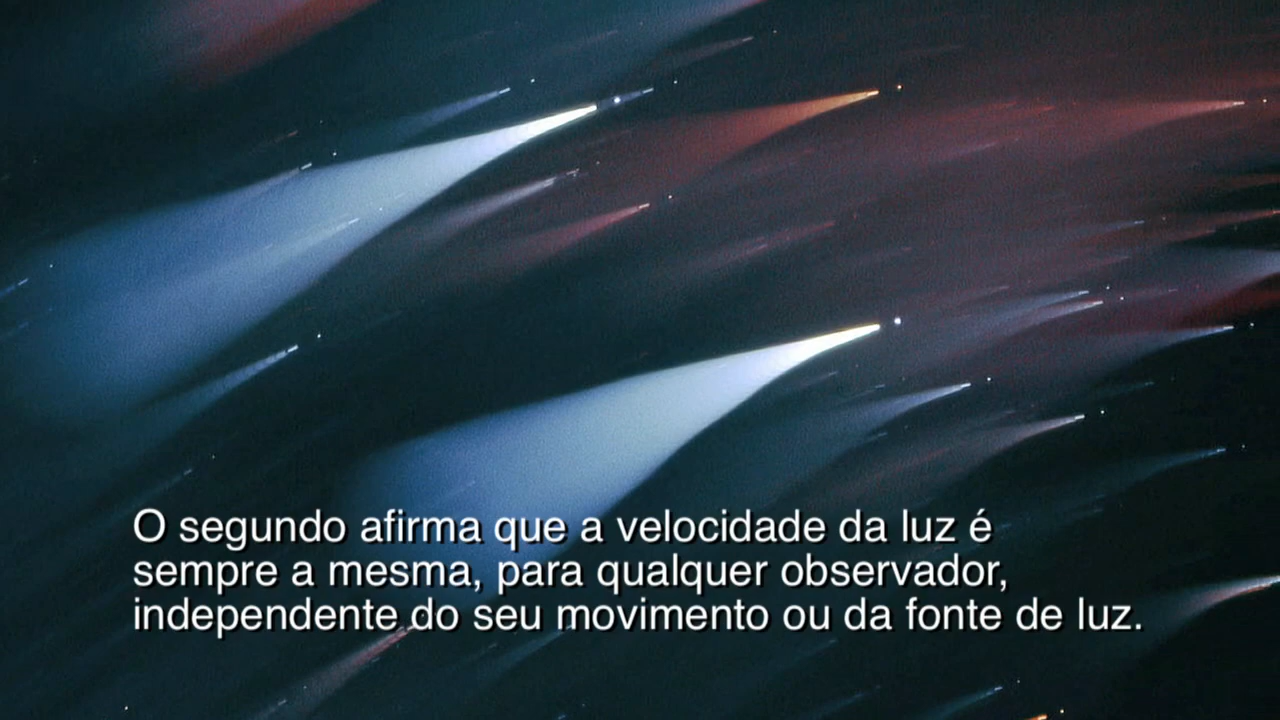 O segundo afirma que a velocidade da luz é
sempre a mesma, para qualquer observador,
independente do seu movimento ou da fonte de luz.